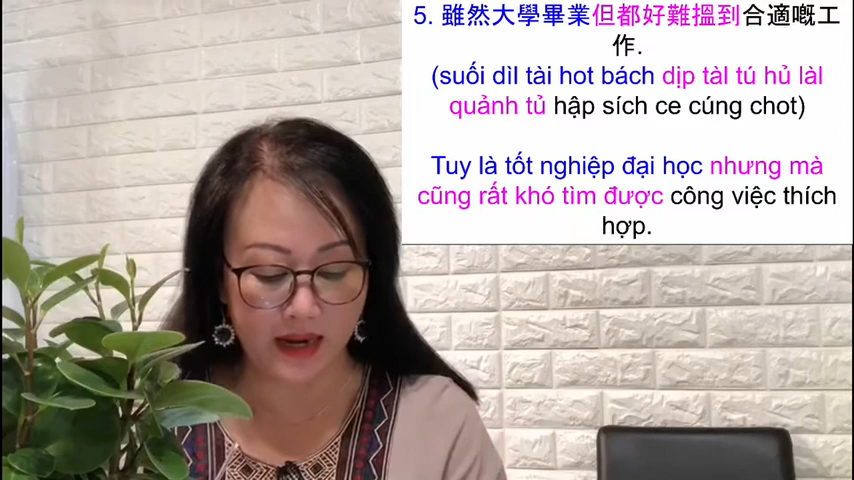 5. 雖然大學畢業但都好難搵到合適嘅工
作.
(suối dìl tài hot bách dịp tàl tú hủ làl
quảnh tủ hập sích ce cúng chot)
Tuy là tốt nghiệp đại học nhưng mà
cũng rất khó tìm được công việc thích
hợp.